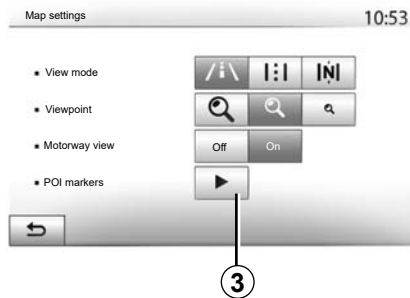 Map settings 10:53
View mode N
Viewpoint
Motorway view Off On
POI markers
3